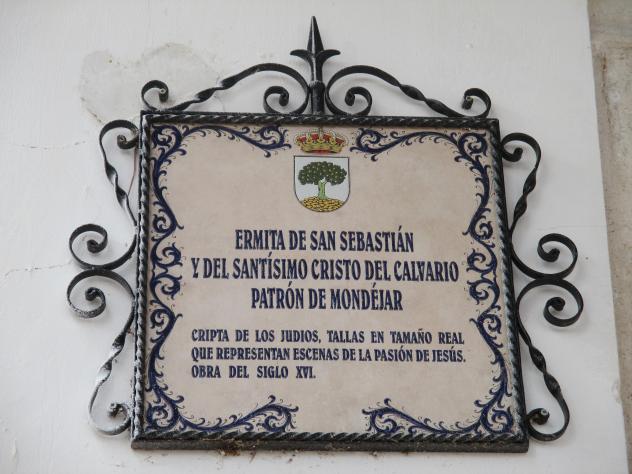 ERMITA DE SAN SEBASTIÁN
Y DEL SANTÍSIMO CRISTO DEL CALVARIO
PATRÓN DE MONDÉJAR
CRIPTA DE LOS JUDIOS, TALLAS EN TAMAÑO REAL
QUE REPRESENTAN ESCENAS DE LA PASIÓN DE JESÚS.
OBRA DEL SIGLO XVI.